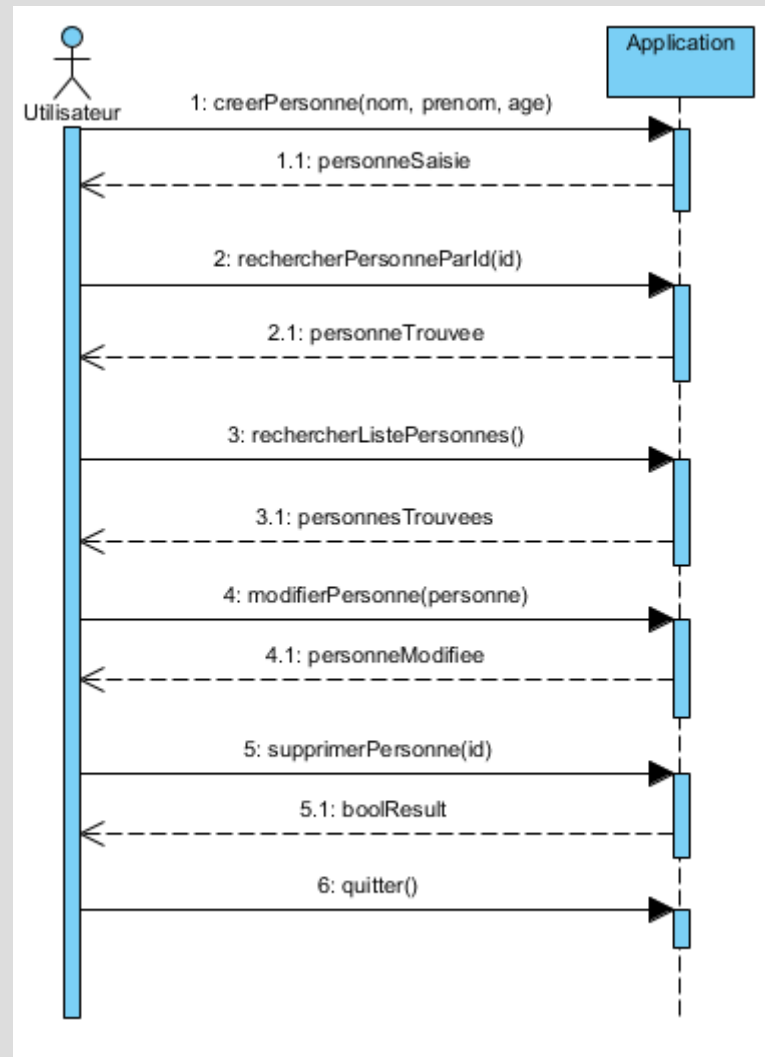 Application
Utilisateur
1: creerPersonne(nom, prenom, age)
1.1: personneSaisie
2: rechercherPersonneParId(id)
2.1: personneTrouvee
3: rechercherListePersonnes()
3.1: personnesTrouvees
4: modifierPersonne(personne)
4.1: personneModifiee
5: supprimerPersonne(id)
5.1: boolResult
6: quitter()